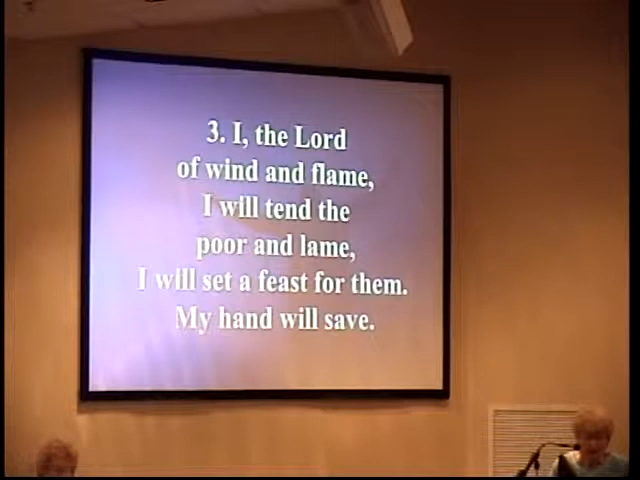 3. I, the Lord
of wind and flame,
I will tend the
poor and lame,
I will set a feast for them.
My hand will save.